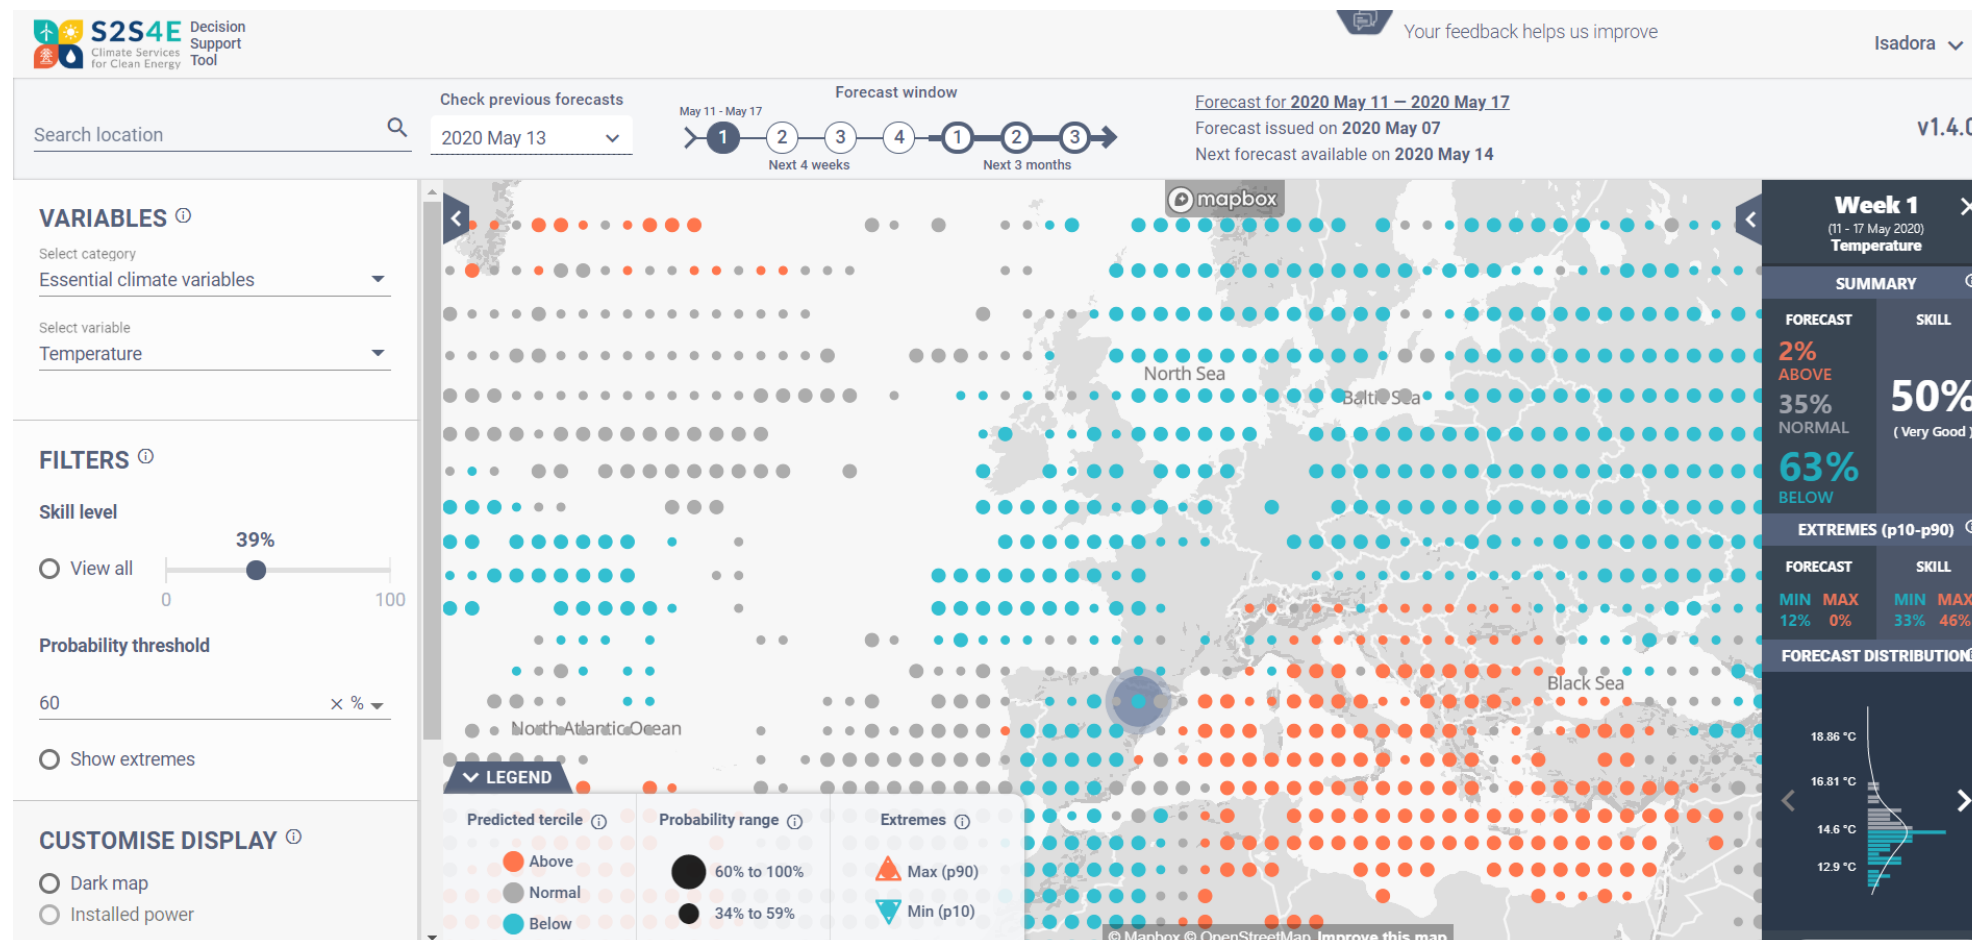 S2S4E
Climate Services
for Clean Energy
Decision
Support
Tool
Your feedback helps us improve
Isadora
Search location
Check previous forecasts
2020 May 13
Forecast window
May 11 - May 17
1 2 3 4 1 2 3
Next 4 weeks Next 3 months
Forecast for 2020 May 11 — 2020 May 17
Forecast issued on 2020 May 07
Next forecast available on 2020 May 14
v1.4.0
VARIABLES
Select category
Essential climate variables
Select variable
Temperature
FILTERS
Skill level
39%
View all
0 100
Probability threshold
60 × %
Show extremes
CUSTOMISE DISPLAY
Dark map
Installed power
mapbox
North Sea
Baltic Sea
Black Sea
North Atlantic Ocean
LEGEND
Predicted tercile
Above
Normal
Below
Probability range
60% to 100%
34% to 59%
Extremes
Max (p90)
Min (p10)
© Mapbox © OpenStreetMap Improve this map
Week 1
(11 - 17 May 2020)
Temperature
SUMMARY
FORECAST SKILL
2%
ABOVE
35%
NORMAL
63%
BELOW
50%
( Very Good )
EXTREMES (p10-p90)
FORECAST SKILL
MIN MAX MIN MAX
12% 0% 33% 46%
FORECAST DISTRIBUTION
18.86 °C
16.81 °C
14.6 °C
12.9 °C